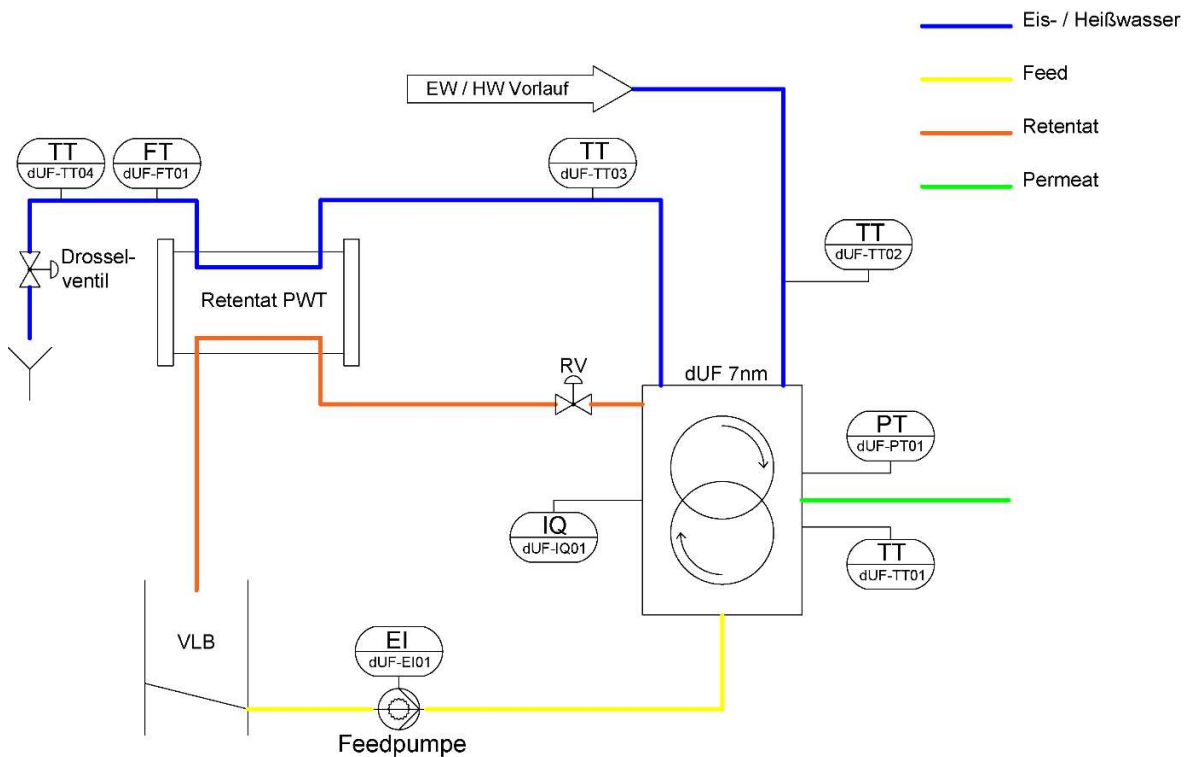 Eis- / Heißwasser
Feed
Retentat
Permeat
EW / HW Vorlauf
TT
dUF-TT04
FT
dUF-FT01
TT
dUF-TT03
TT
dUF-TT02
Drossel-
ventil
Retentat PWT
RV
dUF 7nm
PT
dUF-PT01
IQ
dUF-IQ01
TT
dUF-TT01
VLB
EI
dUF-EI01
Feedpumpe